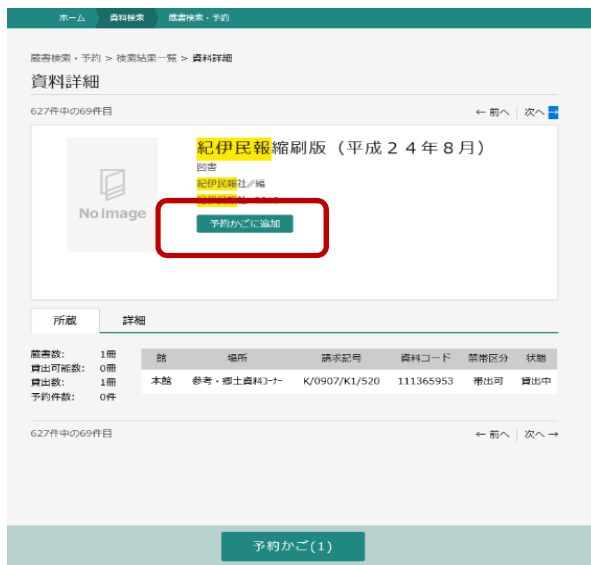 ホーム 資料検索 蔵書検索・予約
蔵書検索・予約 > 検索結果一覧 > 資料詳細
資料詳細
627件中の69件目 ← 前へ 次へ →
紀伊民報縮刷版（平成２４年８月）
図書
紀伊民報社／編
No image
予約かごに追加
所蔵 詳細
蔵書数: 1冊
貸出可能数: 0冊
貸出数: 1冊
予約件数: 0件
館 場所 請求記号 資料コード 禁帯区分 状態
本館 参考・郷土資料ｺｰﾅｰ K/0907/K1/520 111365953 帯出可 貸出中
627件中の69件目 ← 前へ 次へ →
予約かご(1)